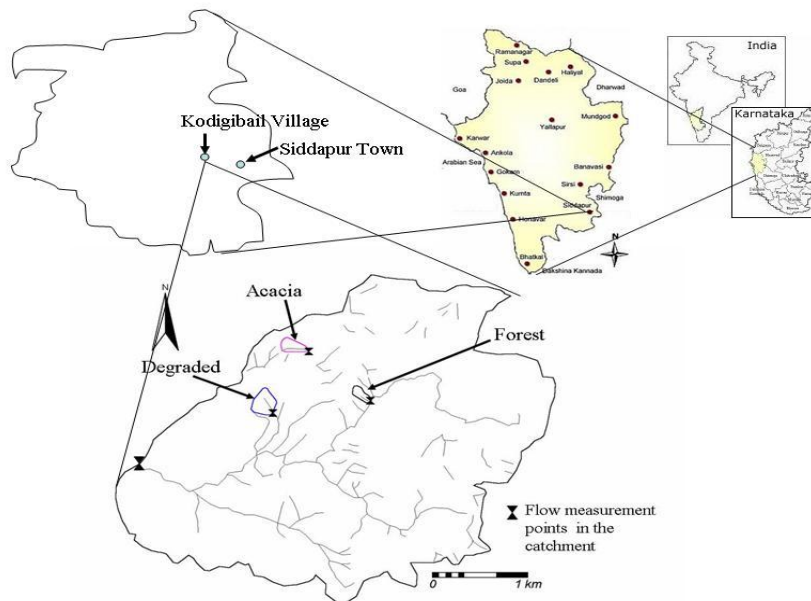 India
Karnataka
Ramanagar
Supa
Haliyal
Joida
Dandeli
Goa
Dharvad
Mundgod
Yallapur
Karwar
Ankola
Arabian Sea
Gokarn
Banavasi
Sirsi
Kumta
Shimoga
Siddapur
Honavar
Bhatkal
Dakshina Kannada
N
Kodigibail Village
Siddapur Town
N
Acacia
Forest
Degraded
Flow measurement
points in the
catchment
1 km